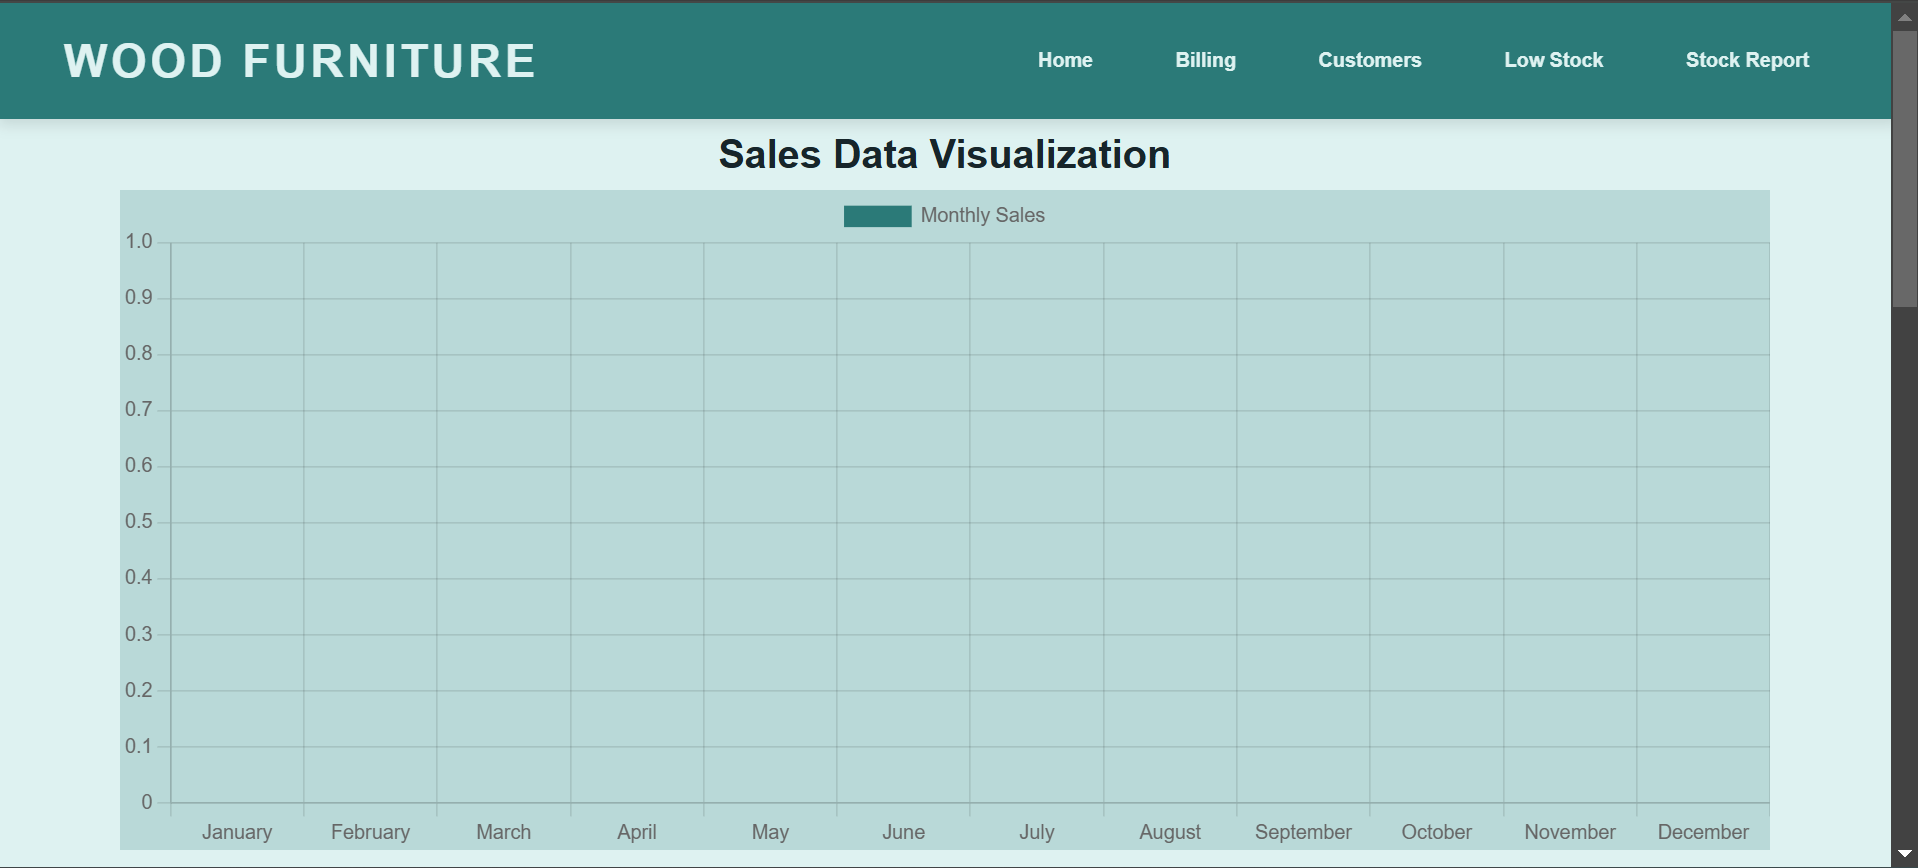 WOOD FURNITURE
Home Billing Customers Low Stock Stock Report
Sales Data Visualization
Monthly Sales
1.0
0.9
0.8
0.7
0.6
0.5
0.4
0.3
0.2
0.1
0
January February March April May June July August September October November December